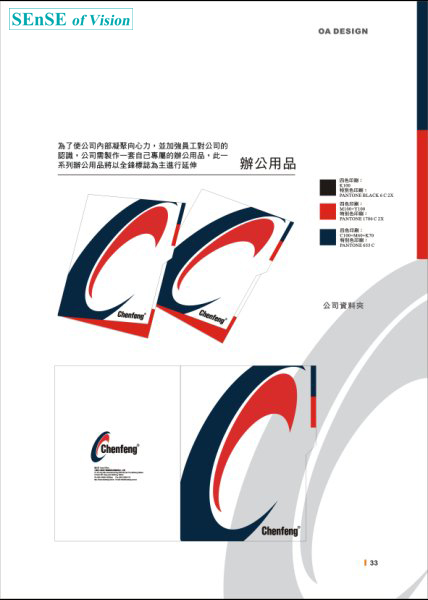 SEnSE of Vision
OA DESIGN
為了使公司內部凝聚向心力，並加強員工對公司的
認識，公司需製作一套自己專屬的辦公用品，此一
系列辦公用品將以全鋒標誌為主進行延伸
辦公用品
四色印刷：
K100
特別色印刷：
PANTONE BLACK 6 C 2X
四色印刷：
M100+Y100
特別色印刷：
PANTONE 1788 C 2X
四色印刷：
C100+M60+K70
特別色印刷：
PANTONE 655 C
Chenfeng
Chenfeng
公司資料夾
Chenfeng
Chenfeng
33